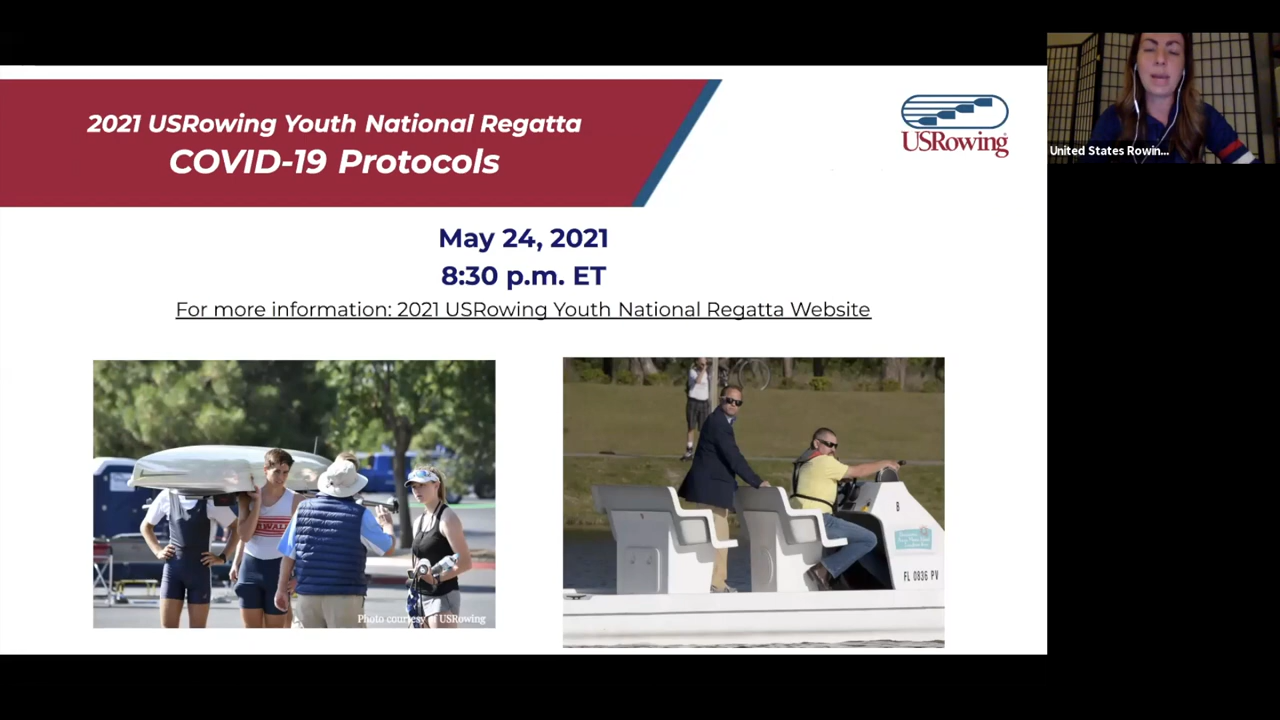 2021 USRowing Youth National Regatta
COVID-19 Protocols
USRowing
United States Rowin...
May 24, 2021
8:30 p.m. ET
For more information: 2021 USRowing Youth National Regatta Website
B
FL 0836 PV
Photo courtesy of USRowing